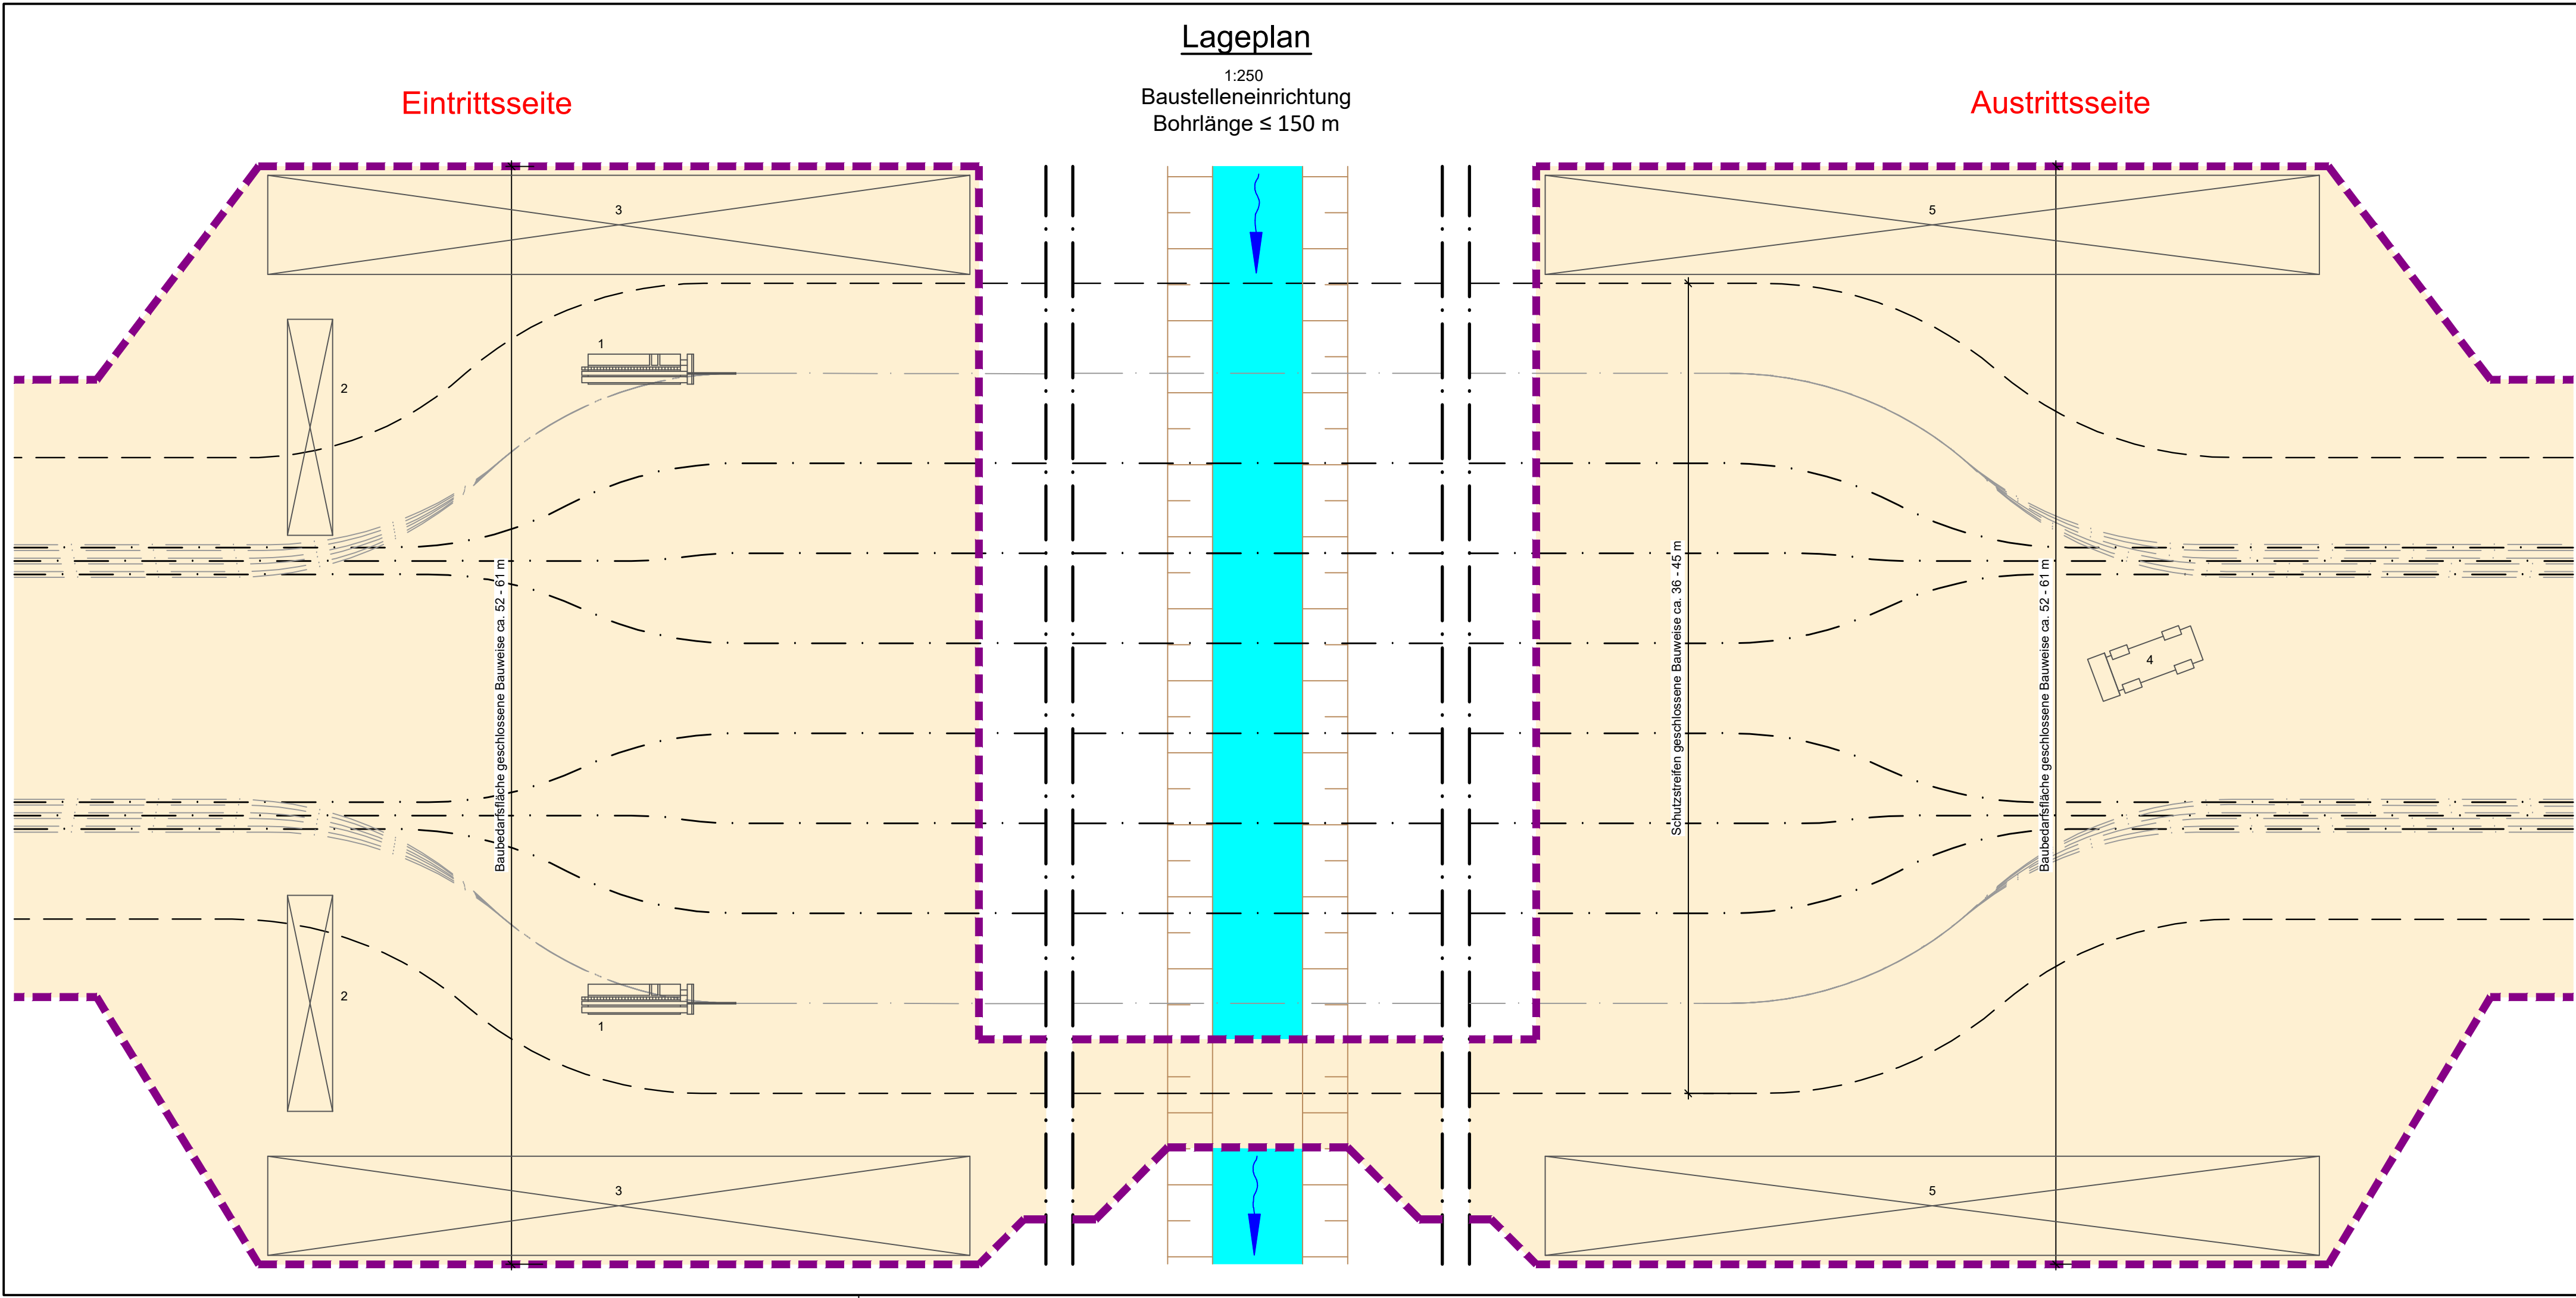 Lageplan
1:250
Baustelleneinrichtung
Bohrlänge ≤ 150 m
Eintrittsseite
Austrittsseite
3
5
1
2
Baubedarfsfläche geschlossene Bauweise ca. 52 - 61 m
Schutzstreifen geschlossene Bauweise ca. 36 - 45 m
Baubedarfsfläche geschlossene Bauweise ca. 52 - 61 m
4
2
1
3
5